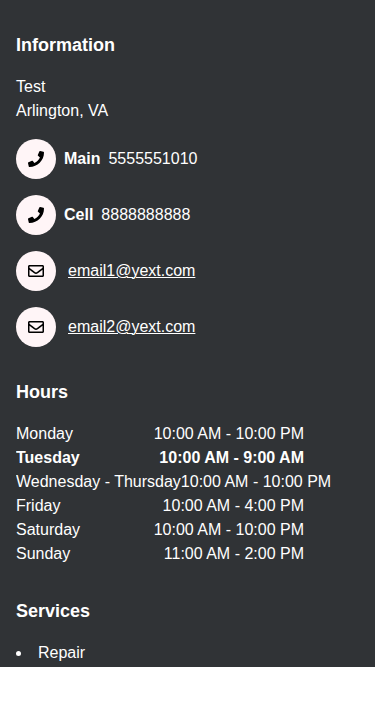 Information
Test
Arlington, VA
Main 5555551010
Cell 8888888888
email1@yext.com
email2@yext.com
Hours
Monday 10:00 AM - 10:00 PM
Tuesday 10:00 AM - 9:00 AM
Wednesday - Thursday10:00 AM - 10:00 PM
Friday 10:00 AM - 4:00 PM
Saturday 10:00 AM - 10:00 PM
Sunday 11:00 AM - 2:00 PM
Services
• Repair